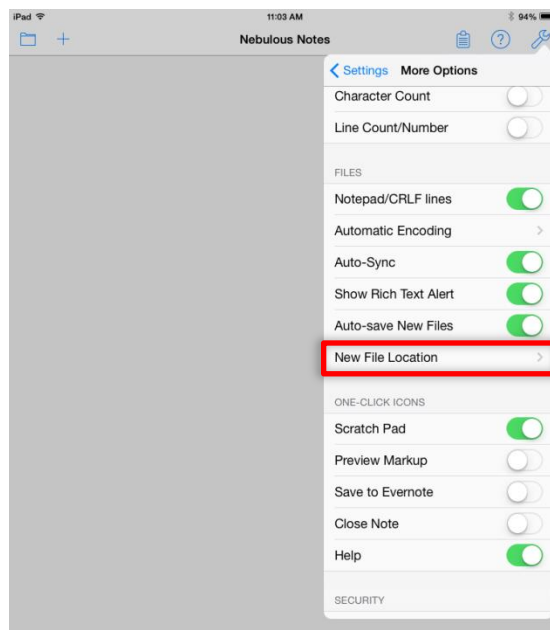 iPad 11:03 AM 94%
Nebulous Notes
Settings More Options
Character Count
Line Count/Number
FILES
Notepad/CRLF lines
Automatic Encoding
Auto-Sync
Show Rich Text Alert
Auto-save New Files
New File Location
ONE-CLICK ICONS
Scratch Pad
Preview Markup
Save to Evernote
Close Note
Help
SECURITY